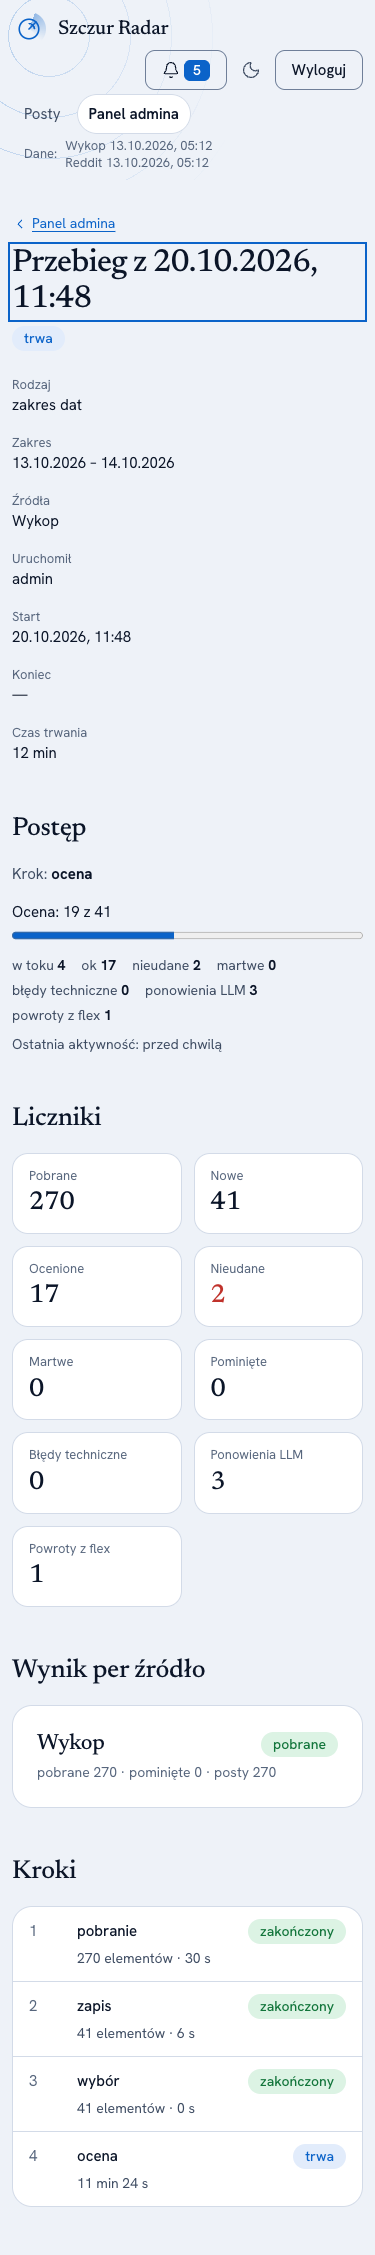 Szczur Radar
5
Wyloguj
Posty
Panel admina
Dane:
Wykop 13.10.2026, 05:12
Reddit 13.10.2026, 05:12
Panel admina
Przebieg z 20.10.2026,
11:48
trwa
Rodzaj
zakres dat
Zakres
13.10.2026 – 14.10.2026
Źródła
Wykop
Uruchomił
admin
Start
20.10.2026, 11:48
Koniec
—
Czas trwania
12 min
Postęp
Krok: ocena
Ocena: 19 z 41
w toku 4 ok 17 nieudane 2 martwe 0
błędy techniczne 0 ponowienia LLM 3
powroty z flex 1
Ostatnia aktywność: przed chwilą
Liczniki
Pobrane
270
Nowe
41
Ocenione
17
Nieudane
2
Martwe
0
Pominięte
0
Błędy techniczne
0
Ponowienia LLM
3
Powroty z flex
1
Wynik per źródło
Wykop
pobrane
pobrane 270 · pominięte 0 · posty 270
Kroki
1 pobranie zakończony
270 elementów · 30 s
2 zapis zakończony
41 elementów · 6 s
3 wybór zakończony
41 elementów · 0 s
4 ocena trwa
11 min 24 s